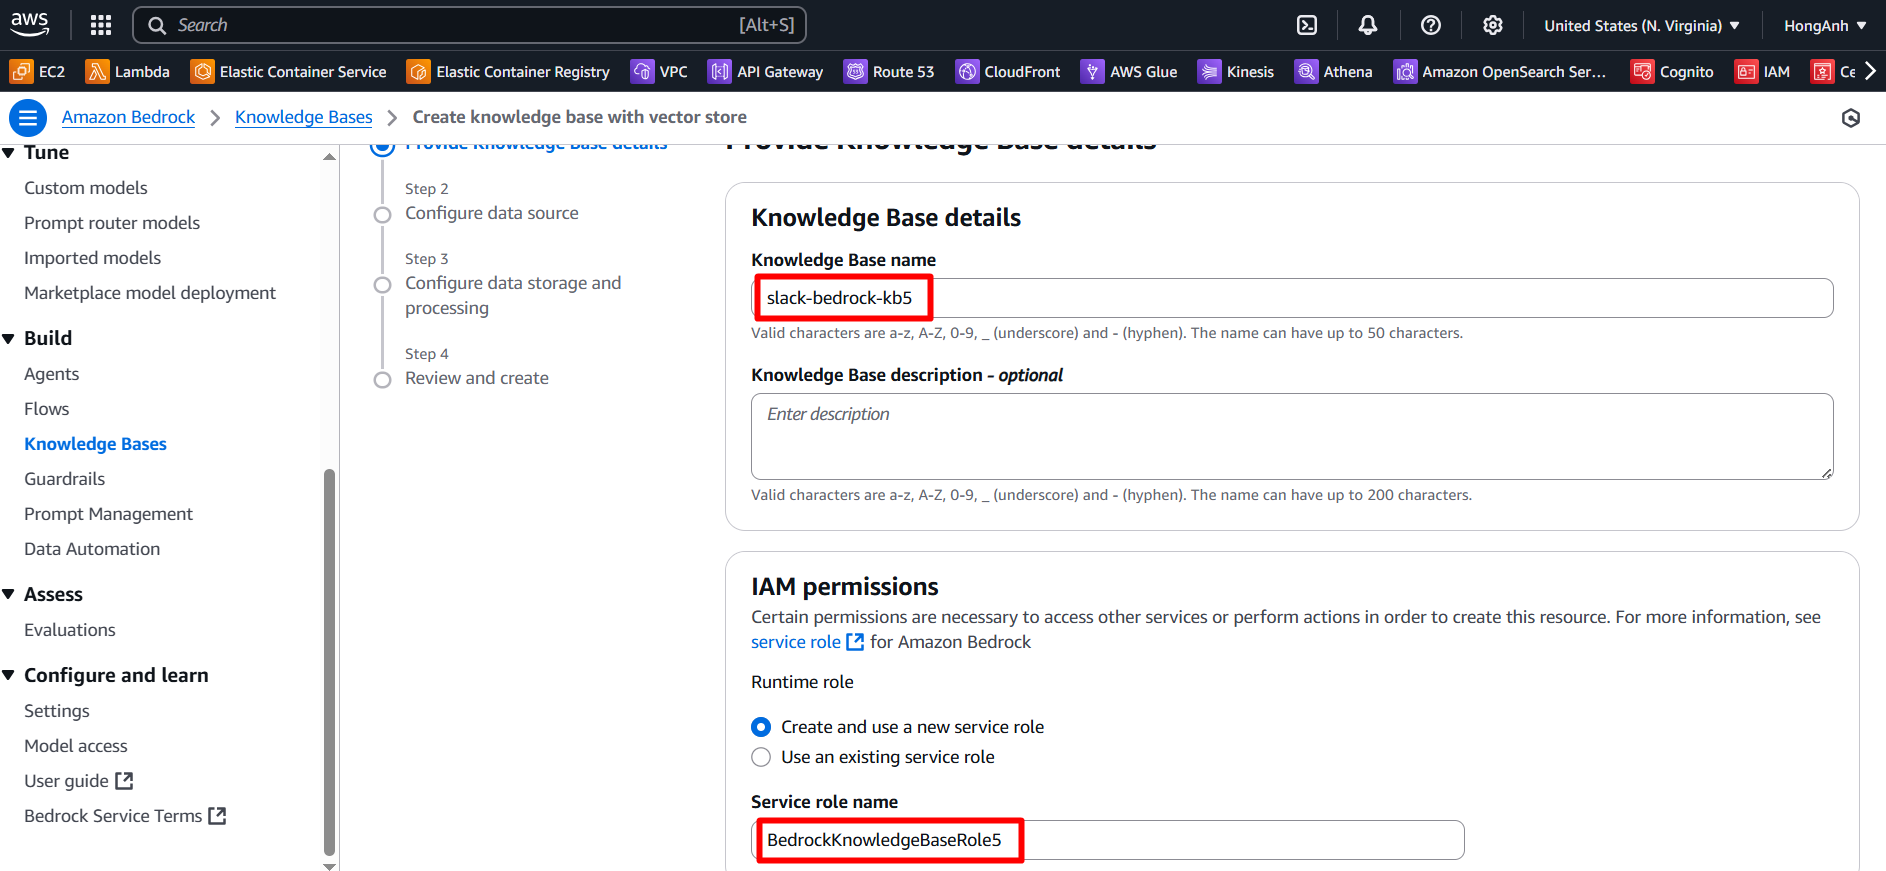 aws
Search [Alt+S]
United States (N. Virginia)
HongAnh
EC2
Lambda
Elastic Container Service
Elastic Container Registry
VPC
API Gateway
Route 53
CloudFront
AWS Glue
Kinesis
Athena
Amazon OpenSearch Ser...
Cognito
IAM
Ce
Amazon Bedrock
Knowledge Bases
Create knowledge base with vector store
Tune
Custom models
Prompt router models
Imported models
Marketplace model deployment
Build
Agents
Flows
Knowledge Bases
Guardrails
Prompt Management
Data Automation
Assess
Evaluations
Configure and learn
Settings
Model access
User guide
Bedrock Service Terms
Provide Knowledge Base details
Step 2
Configure data source
Step 3
Configure data storage and
processing
Step 4
Review and create
Provide Knowledge Base details
Knowledge Base details
Knowledge Base name
slack-bedrock-kb5
Valid characters are a-z, A-Z, 0-9, _ (underscore) and - (hyphen). The name can have up to 50 characters.
Knowledge Base description - optional
Enter description
Valid characters are a-z, A-Z, 0-9, _ (underscore) and - (hyphen). The name can have up to 200 characters.
IAM permissions
Certain permissions are necessary to access other services or perform actions in order to create this resource. For more information, see
service role for Amazon Bedrock
Runtime role
Create and use a new service role
Use an existing service role
Service role name
BedrockKnowledgeBaseRole5